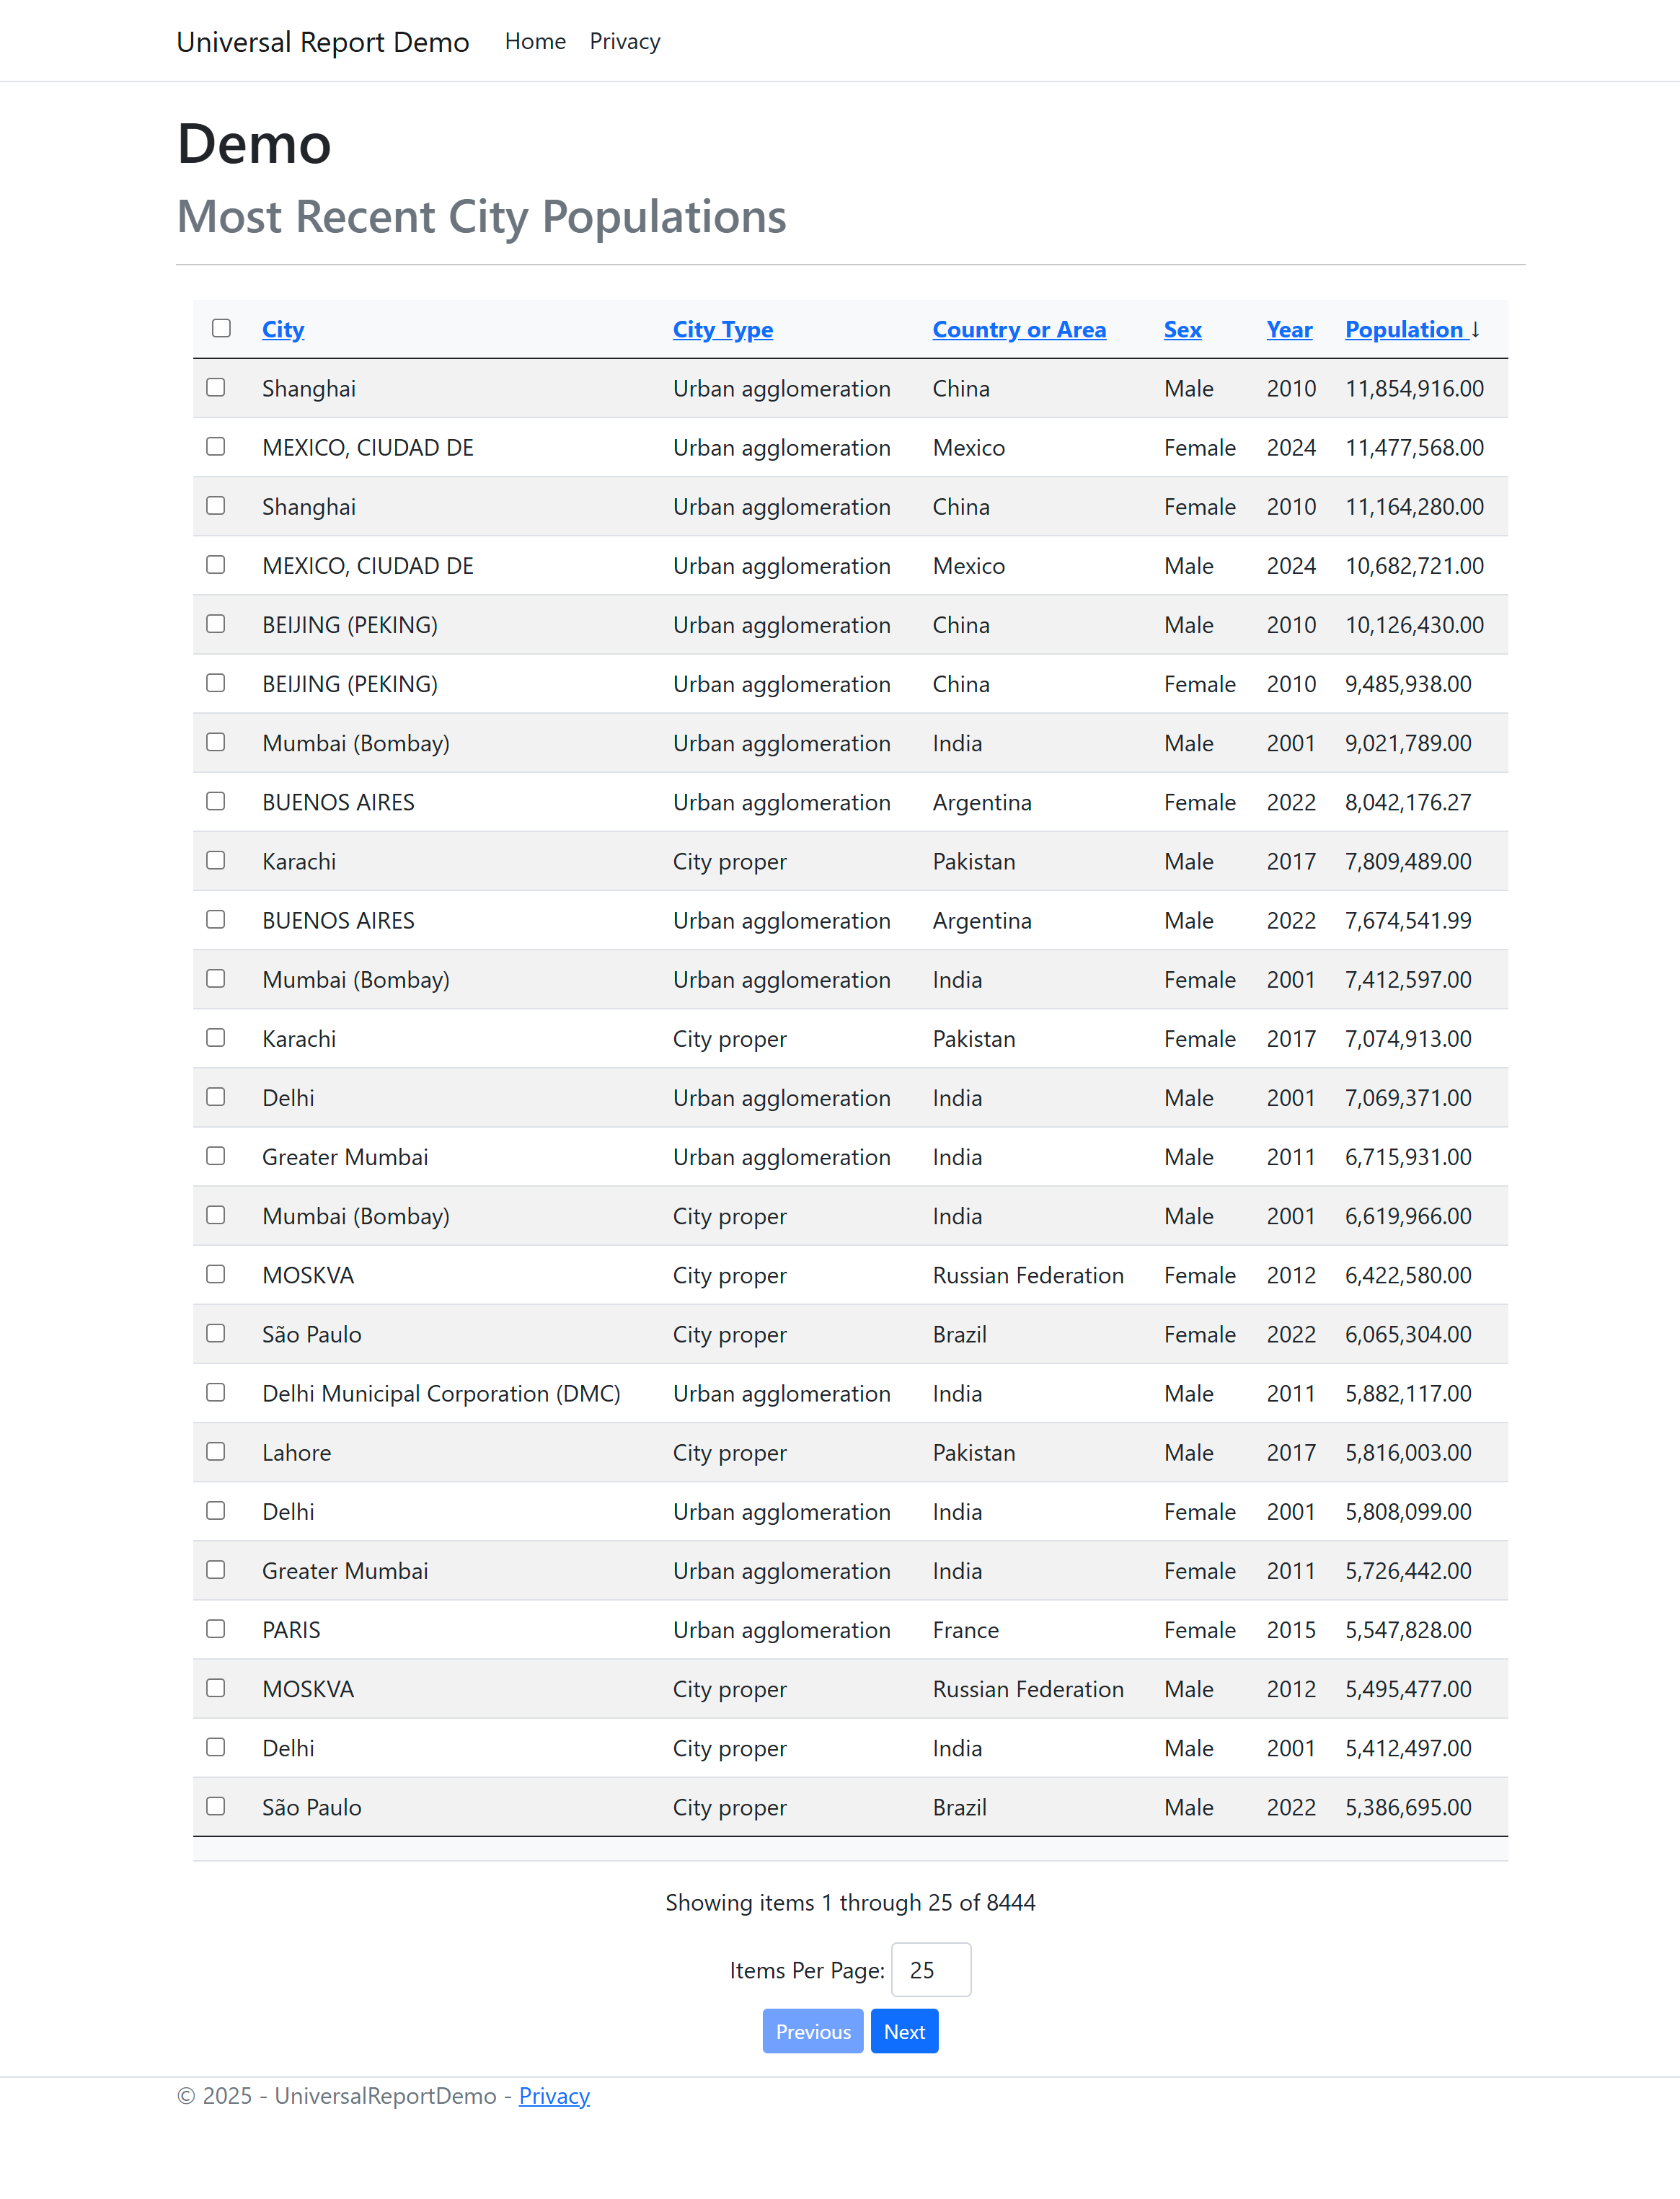 Universal Report Demo Home Privacy
Demo
Most Recent City Populations
City City Type Country or Area Sex Year Population ↓
Shanghai Urban agglomeration China Male 2010 11,854,916.00
MEXICO, CIUDAD DE Urban agglomeration Mexico Female 2024 11,477,568.00
Shanghai Urban agglomeration China Female 2010 11,164,280.00
MEXICO, CIUDAD DE Urban agglomeration Mexico Male 2024 10,682,721.00
BEIJING (PEKING) Urban agglomeration China Male 2010 10,126,430.00
BEIJING (PEKING) Urban agglomeration China Female 2010 9,485,938.00
Mumbai (Bombay) Urban agglomeration India Male 2001 9,021,789.00
BUENOS AIRES Urban agglomeration Argentina Female 2022 8,042,176.27
Karachi City proper Pakistan Male 2017 7,809,489.00
BUENOS AIRES Urban agglomeration Argentina Male 2022 7,674,541.99
Mumbai (Bombay) Urban agglomeration India Female 2001 7,412,597.00
Karachi City proper Pakistan Female 2017 7,074,913.00
Delhi Urban agglomeration India Male 2001 7,069,371.00
Greater Mumbai Urban agglomeration India Male 2011 6,715,931.00
Mumbai (Bombay) City proper India Male 2001 6,619,966.00
MOSKVA City proper Russian Federation Female 2012 6,422,580.00
São Paulo City proper Brazil Female 2022 6,065,304.00
Delhi Municipal Corporation (DMC) Urban agglomeration India Male 2011 5,882,117.00
Lahore City proper Pakistan Male 2017 5,816,003.00
Delhi Urban agglomeration India Female 2001 5,808,099.00
Greater Mumbai Urban agglomeration India Female 2011 5,726,442.00
PARIS Urban agglomeration France Female 2015 5,547,828.00
MOSKVA City proper Russian Federation Male 2012 5,495,477.00
Delhi City proper India Male 2001 5,412,497.00
São Paulo City proper Brazil Male 2022 5,386,695.00
Showing items 1 through 25 of 8444
Items Per Page: 25
Previous Next
© 2025 - UniversalReportDemo - Privacy